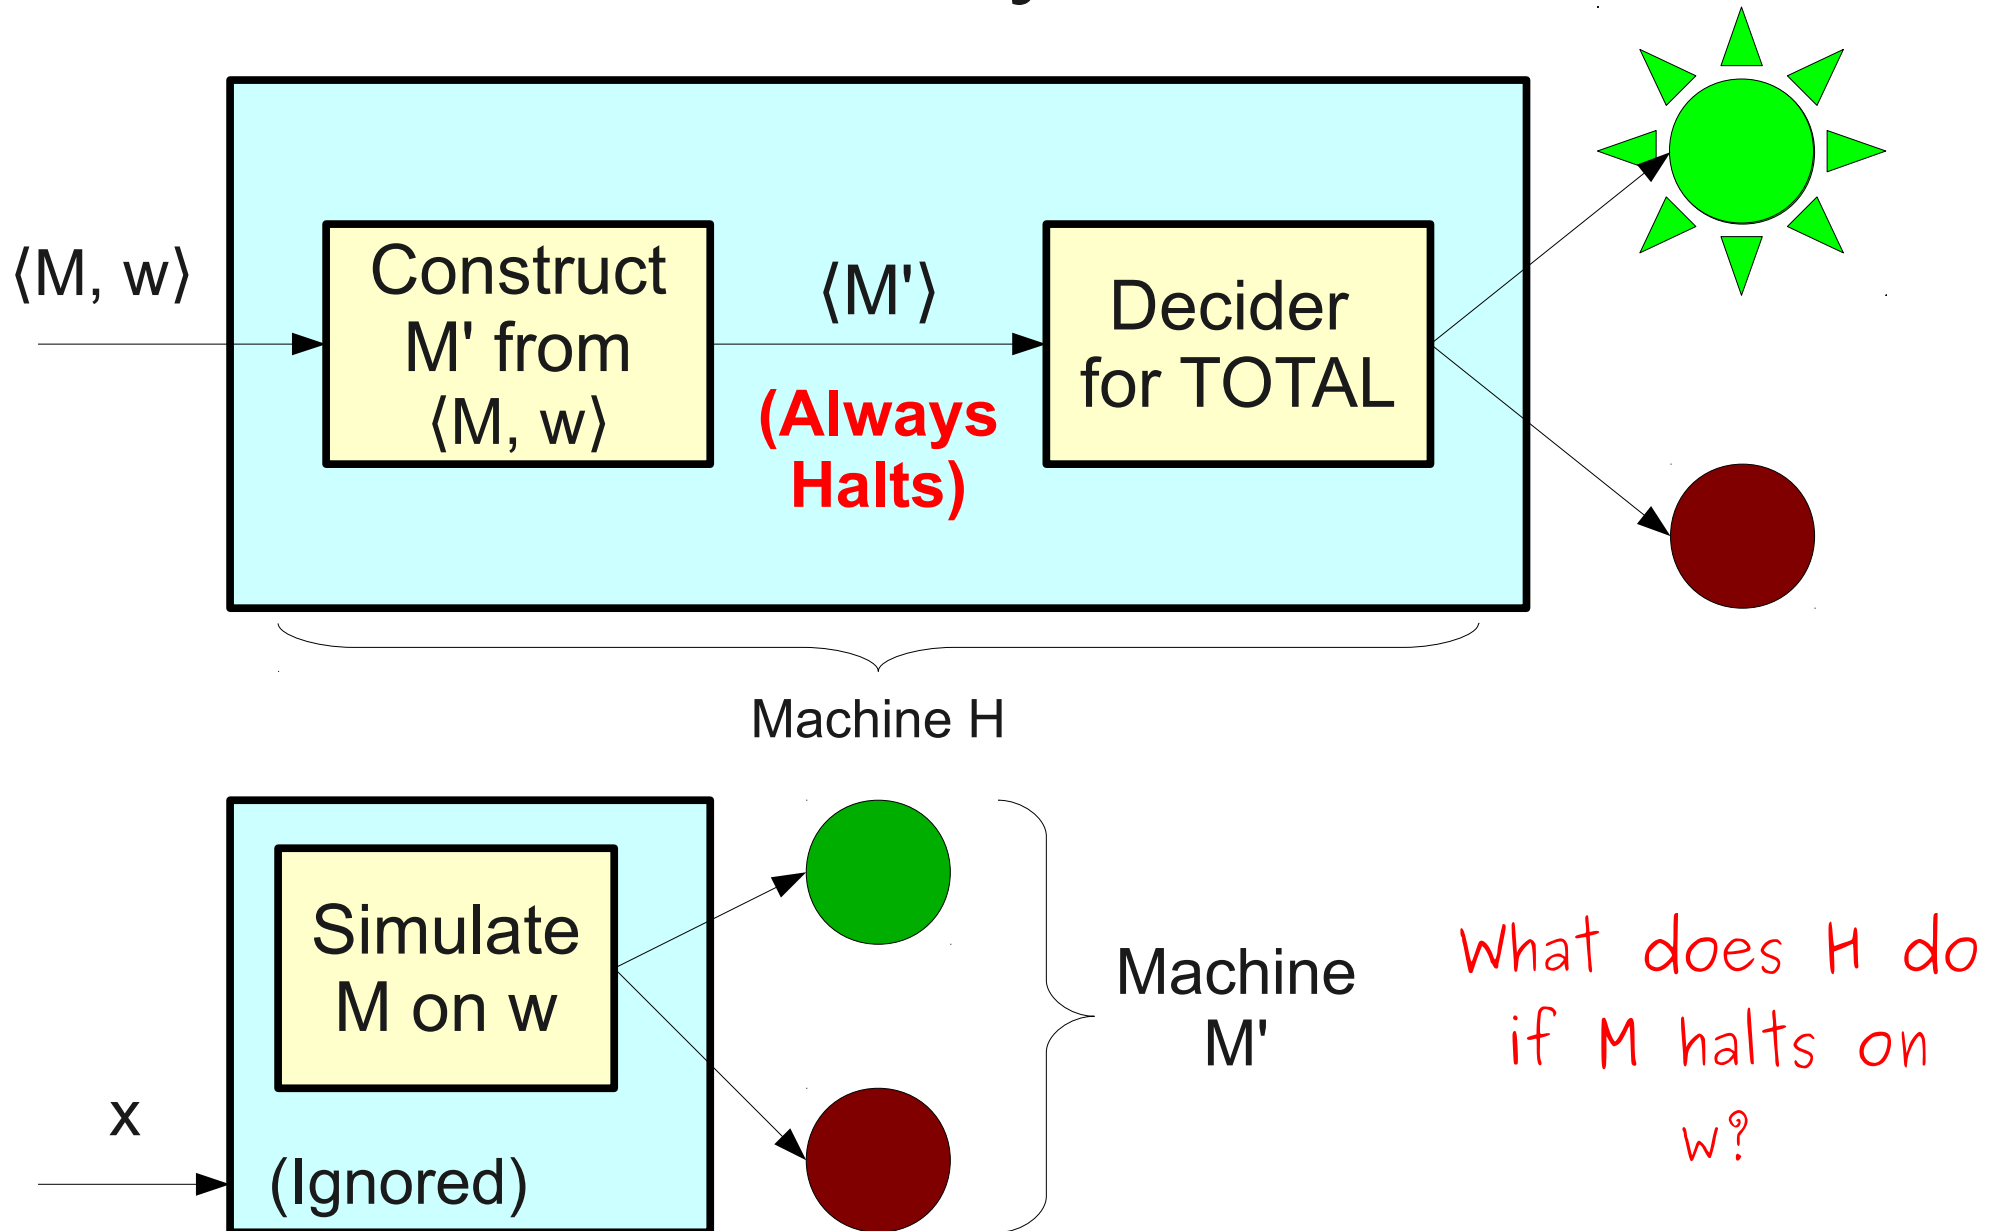 ⟨M, w⟩
Construct
M' from
⟨M, w⟩
⟨M'⟩
(Always
Halts)
Decider
for TOTAL
Machine H
Simulate
M on w
x
(Ignored)
Machine
M'
What does H do
if M halts on
w?